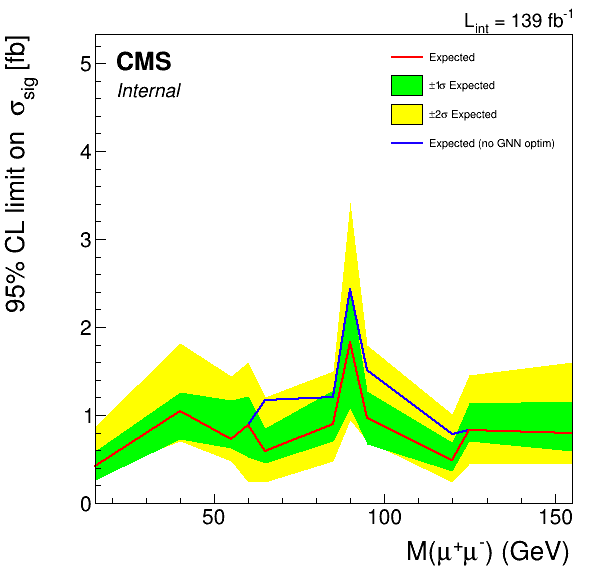 L_int = 139 fb^-1
95% CL limit on σ_sig [fb]
CMS
Internal
Expected
±1σ Expected
±2σ Expected
Expected (no GNN optim)
5
4
3
2
1
0
50 100 150
M(μ⁺μ⁻) (GeV)